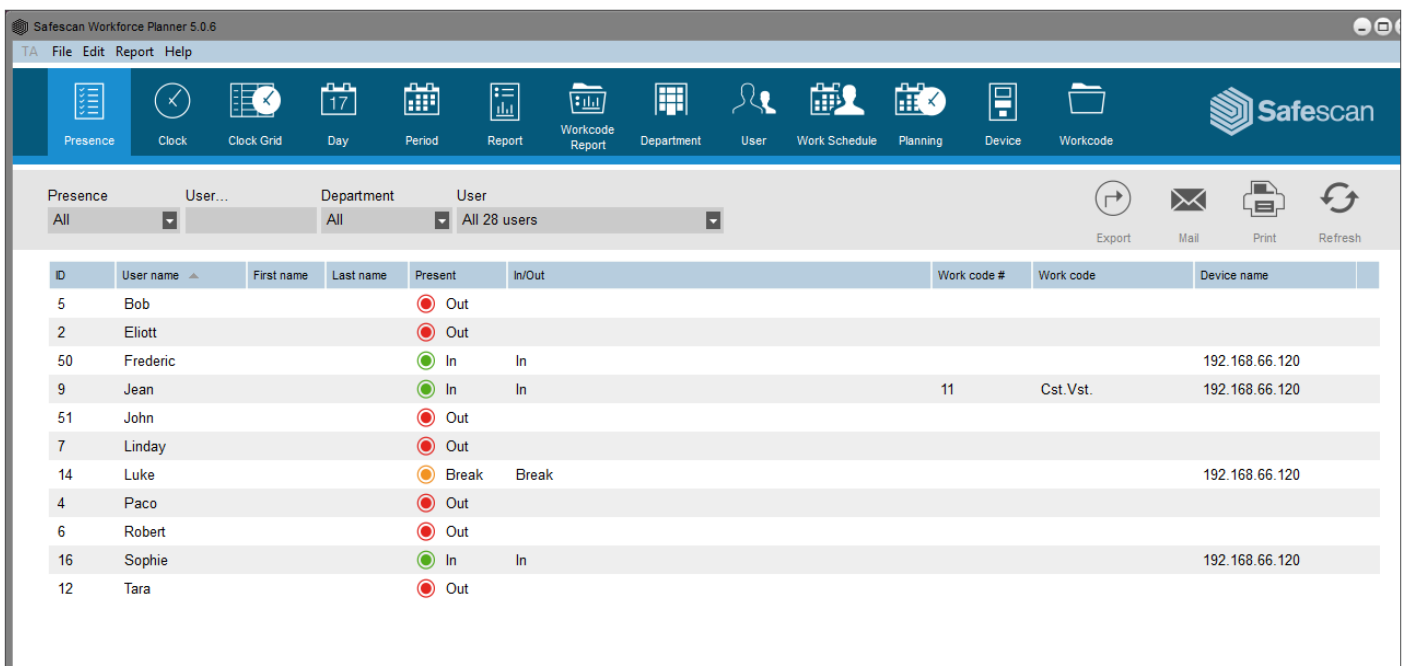 Safescan Workforce Planner 5.0.6
TA File Edit Report Help
17
Presence Clock Clock Grid Day Period Report Workcode Report Department User Work Schedule Planning Device Workcode
Safescan
Presence User... Department User
All All All 28 users
Export Mail Print Refresh
ID User name First name Last name Present In/Out Work code # Work code Device name
5 Bob Out
2 Eliott Out
50 Frederic In In 192.168.66.120
9 Jean In In 11 Cst.Vst. 192.168.66.120
51 John Out
7 Linday Out
14 Luke Break Break 192.168.66.120
4 Paco Out
6 Robert Out
16 Sophie In In 192.168.66.120
12 Tara Out